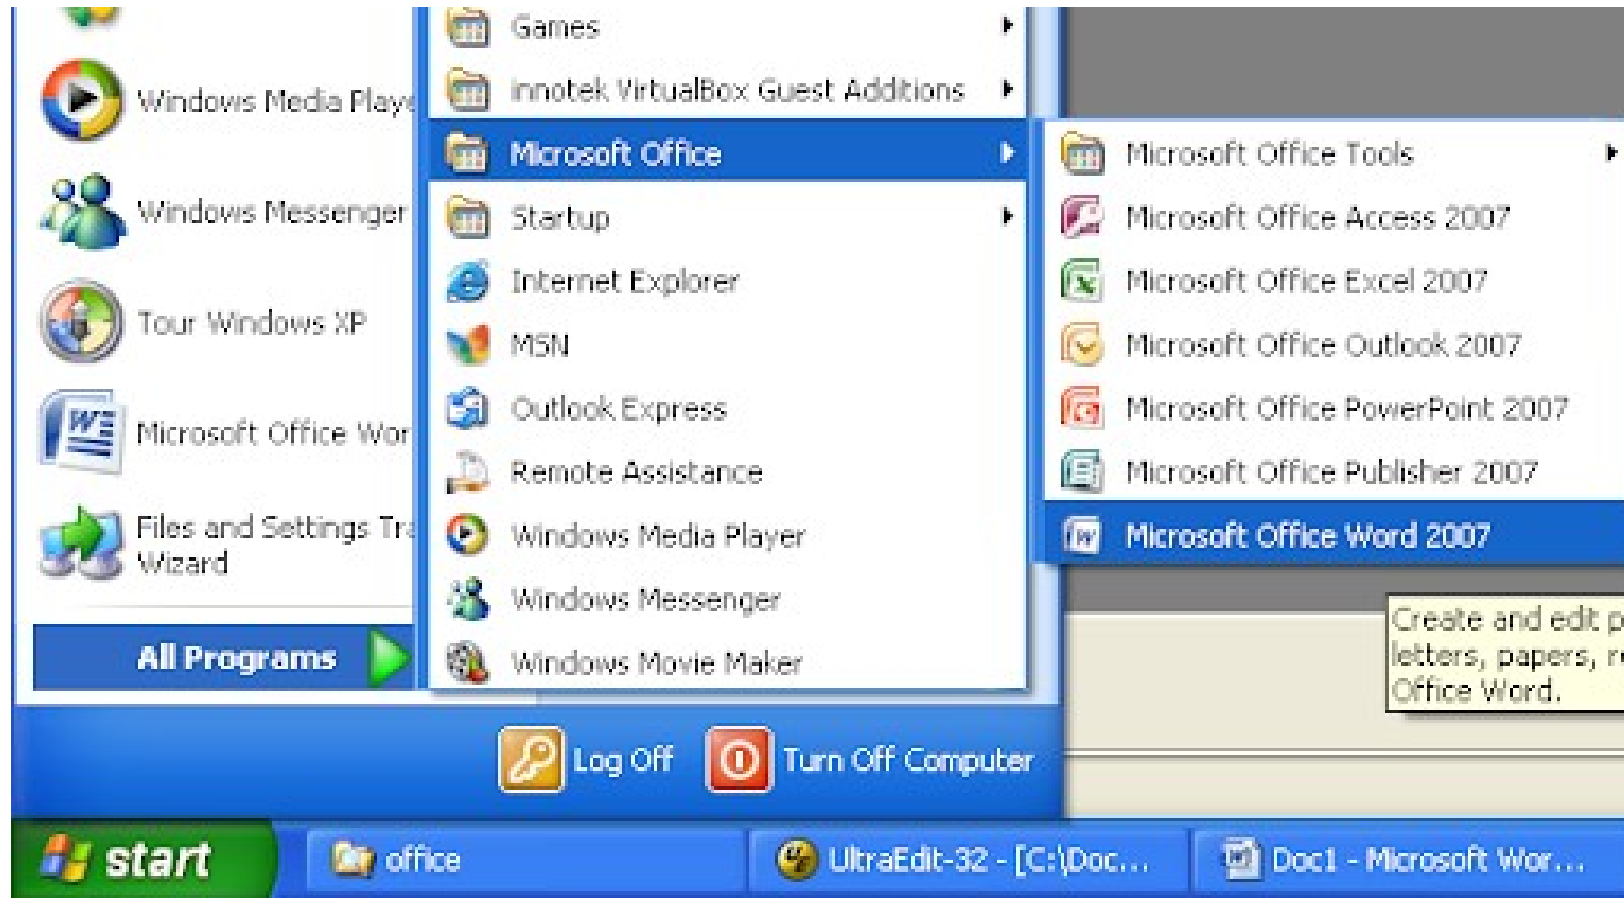 Windows Media Playe
Windows Messenger
Tour Windows XP
Microsoft Office Wor
Files and Settings Tra
Wizard
All Programs
Games
innotek VirtualBox Guest Additions
Microsoft Office
Startup
Internet Explorer
MSN
Outlook Express
Remote Assistance
Windows Media Player
Windows Messenger
Windows Movie Maker
Microsoft Office Tools
Microsoft Office Access 2007
Microsoft Office Excel 2007
Microsoft Office Outlook 2007
Microsoft Office PowerPoint 2007
Microsoft Office Publisher 2007
Microsoft Office Word 2007
Create and edit p
letters, papers, re
Office Word.
Log Off
Turn Off Computer
start
office
UltraEdit-32 - [C:\Doc...
Doc1 - Microsoft Wor...